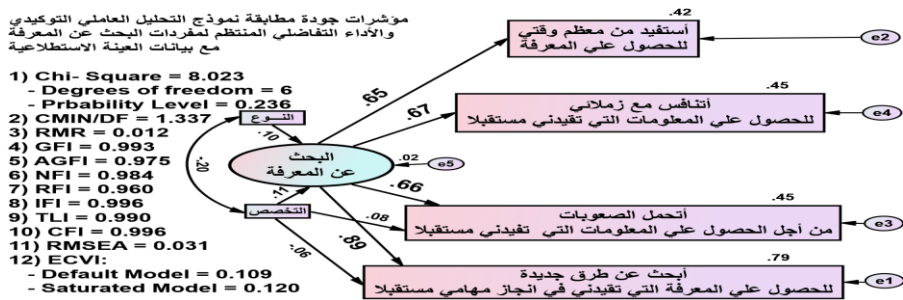 مؤشرات جودة مطابقة نموذج التحليل العاملي التوكيدي
والأداء التفاضلي المنتظم لمفردات البحث عن المعرفة
مع بيانات العينة الاستطلاعية
1) Chi- Square = 8.023
- Degrees of freedom = 6
- Prbability Level = 0.236
2) CMIN/DF = 1.337
3) RMR = 0.012
4) GFI = 0.993
5) AGFI = 0.975
6) NFI = 0.984
7) RFI = 0.960
8) IFI = 0.996
9) TLI = 0.990
10) CFI = 0.996
11) RMSEA = 0.031
12) ECVI:
- Default Model = 0.109
- Saturated Model = 0.120
النوع
التخصص
.20
.10
.11
البحث
عن المعرفة
.02
e5
.65
.67
.66
.89
.08
-.06
.42
أستفيد من معظم وقتي
للحصول علي المعرفة
e2
.45
أتنافس مع زملائي
للحصول علي المعلومات التي تفيدني مستقبلا
e4
.45
أتحمل الصعوبات
من أجل الحصول علي المعلومات التي تفيدني مستقبلا
e3
.79
أبحث عن طرق جديدة
للحصول علي المعرفة التي تفيدني في انجاز مهامي مستقبلا
e1